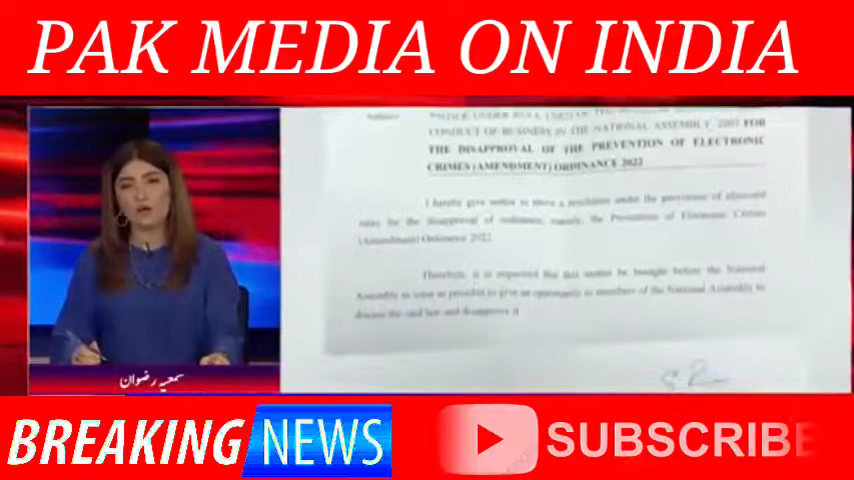 PAK MEDIA ON INDIA
CONDUCT OF BUSINESS IN THE NATIONAL ASSEMBLY 2007 FOR
THE DISAPPROVAL OF THE PREVENTION OF ELECTRONIC
CRIMES (AMENDMENT) ORDINANCE 2022
I hereby give notice to move a resolution under the provisions of
rules for the disapproval of ordinance, namely, the Prevention of Electronic Crimes
(Amendment) Ordinance 2022
Therefore, it is requested that this matter be brought before the National
Assembly as soon as possible to give an opportunity to members of the National Assembly to
discuss the said law and disapprove it
سمعیہ رضوان
BREAKING NEWS
SUBSCRIBE